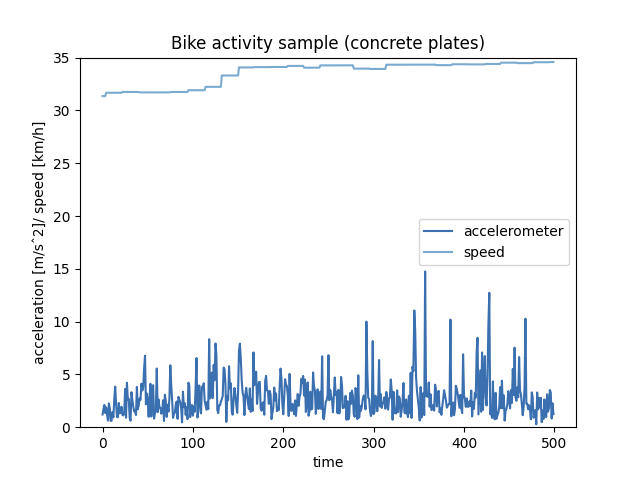 Bike activity sample (concrete plates)
35
30
25
20
15
10
5
0
acceleration [m/s^2]/ speed [km/h]
accelerometer
speed
0
100
200
300
400
500
time